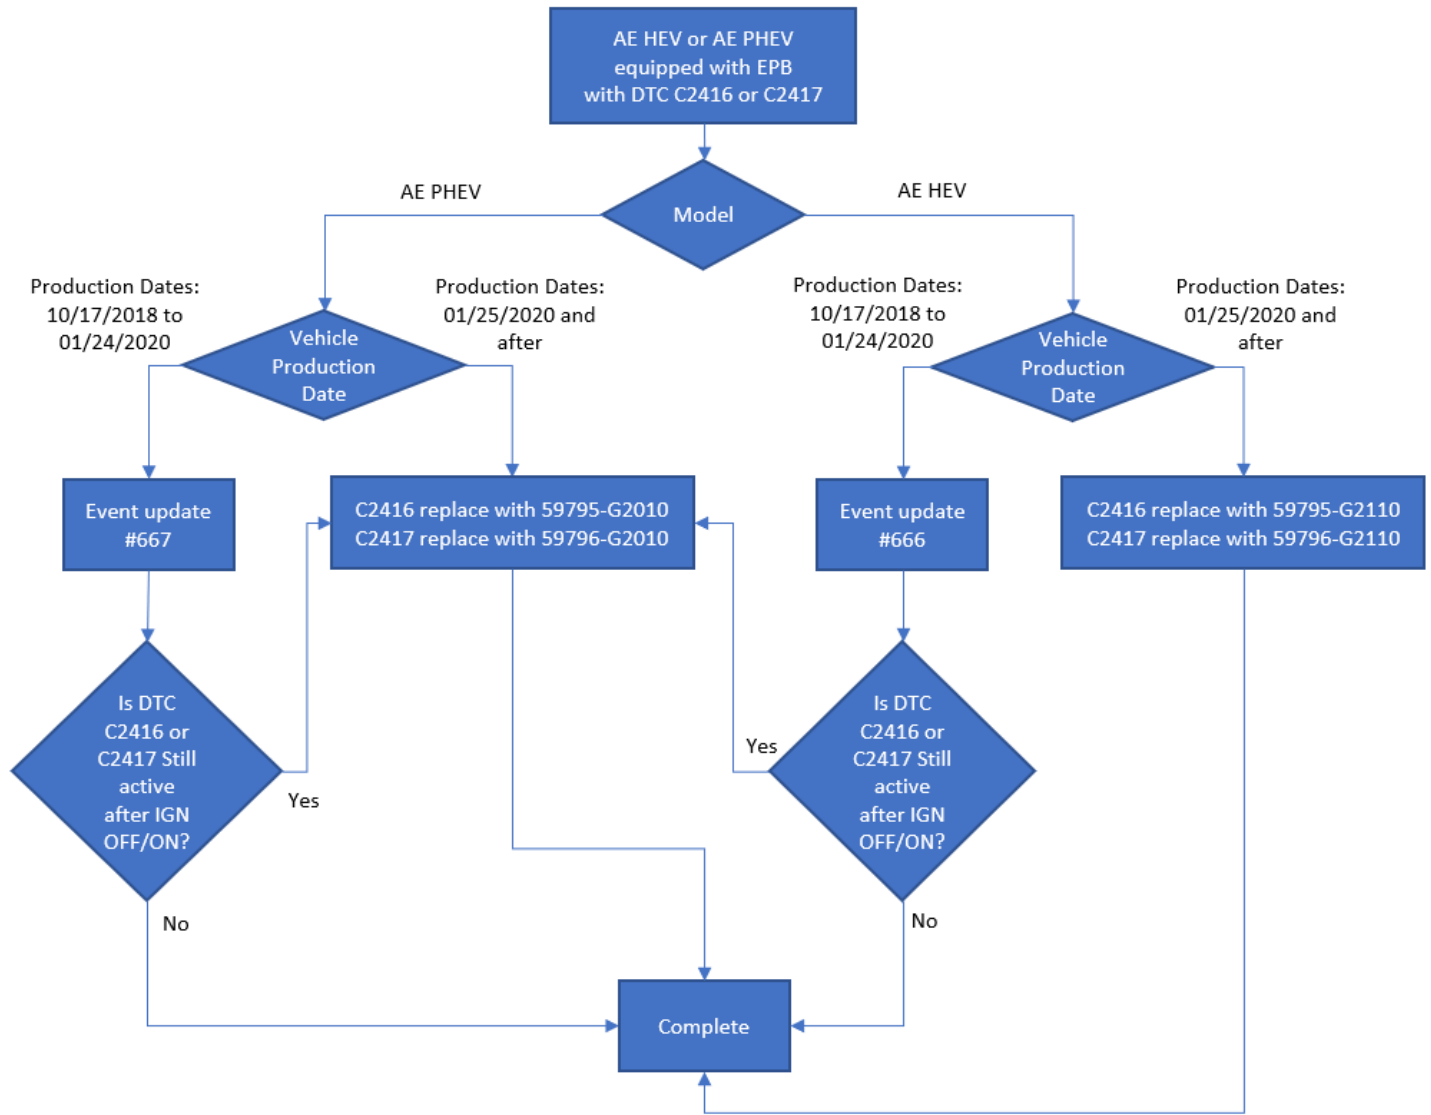 AE HEV or AE PHEV
equipped with EPB
with DTC C2416 or C2417
Model
AE PHEV
AE HEV
Production Dates:
10/17/2018 to
01/24/2020
Production Dates:
01/25/2020 and
after
Production Dates:
10/17/2018 to
01/24/2020
Production Dates:
01/25/2020 and
after
Vehicle
Production
Date
Vehicle
Production
Date
Event update
#667
C2416 replace with 59795-G2010
C2417 replace with 59796-G2010
Event update
#666
C2416 replace with 59795-G2110
C2417 replace with 59796-G2110
Is DTC
C2416 or
C2417 Still
active
after IGN
OFF/ON?
Yes
No
Is DTC
C2416 or
C2417 Still
active
after IGN
OFF/ON?
Yes
No
Complete